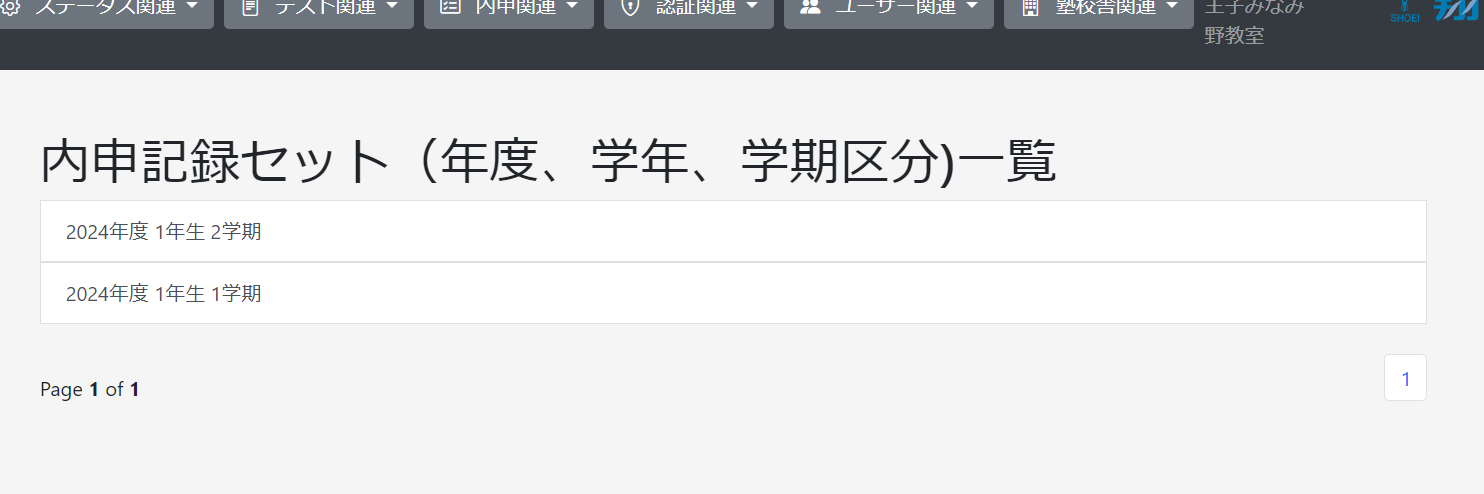 ステータス関連 テスト関連 内申関連 認証関連 ユーザー関連 塾校舎関連
王子みなみ
野教室
SHOEI
内申記録セット（年度、学年、学期区分)一覧
2024年度 1年生 2学期
2024年度 1年生 1学期
Page 1 of 1
1